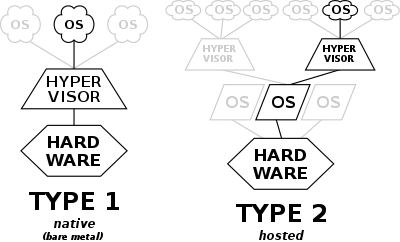 OS OS OS
HYPER
VISOR
HARD
WARE
TYPE 1
native
(bare metal)
OS OS OS OS OS OS
HYPER
VISOR
HYPER
VISOR
OS OS OS
HARD
WARE
TYPE 2
hosted